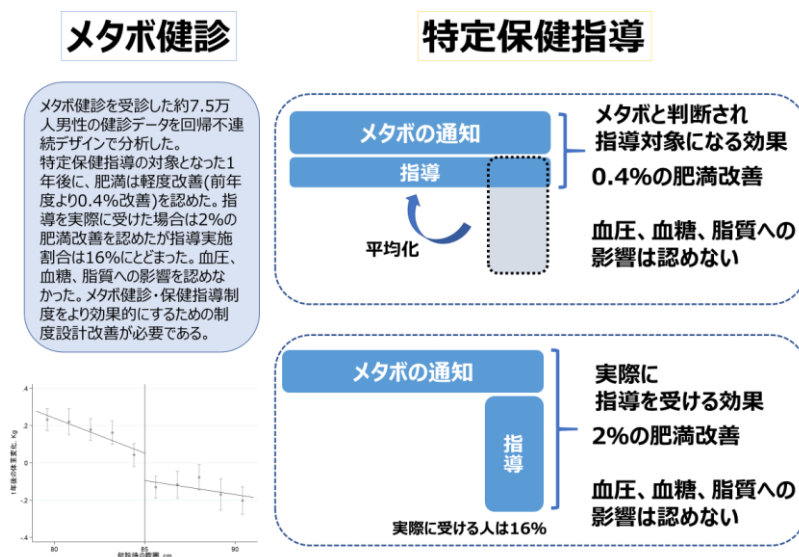 メタボ健診
特定保健指導
メタボ健診を受診した約7.5万
人男性の健診データを回帰不連
続デザインで分析した。
特定保健指導の対象となった1
年後に、肥満は軽度改善(前年
度より0.4%改善)を認めた。指
導を実際に受けた場合は2%の
肥満改善を認めたが指導実施
割合は16%にとどまった。血圧、
血糖、脂質への影響を認めな
かった。メタボ健診・保健指導制
度をより効果的にするための制
度設計改善が必要である。
メタボの通知
指導
平均化
メタボと判断され
指導対象になる効果
0.4%の肥満改善
血圧、血糖、脂質への
影響は認めない
メタボの通知
指導
実際に受ける人は16%
実際に
指導を受ける効果
2%の肥満改善
血圧、血糖、脂質への
影響は認めない
1年後の体重変化, Kg
.4
.2
0
-.2
-.4
80
85
90